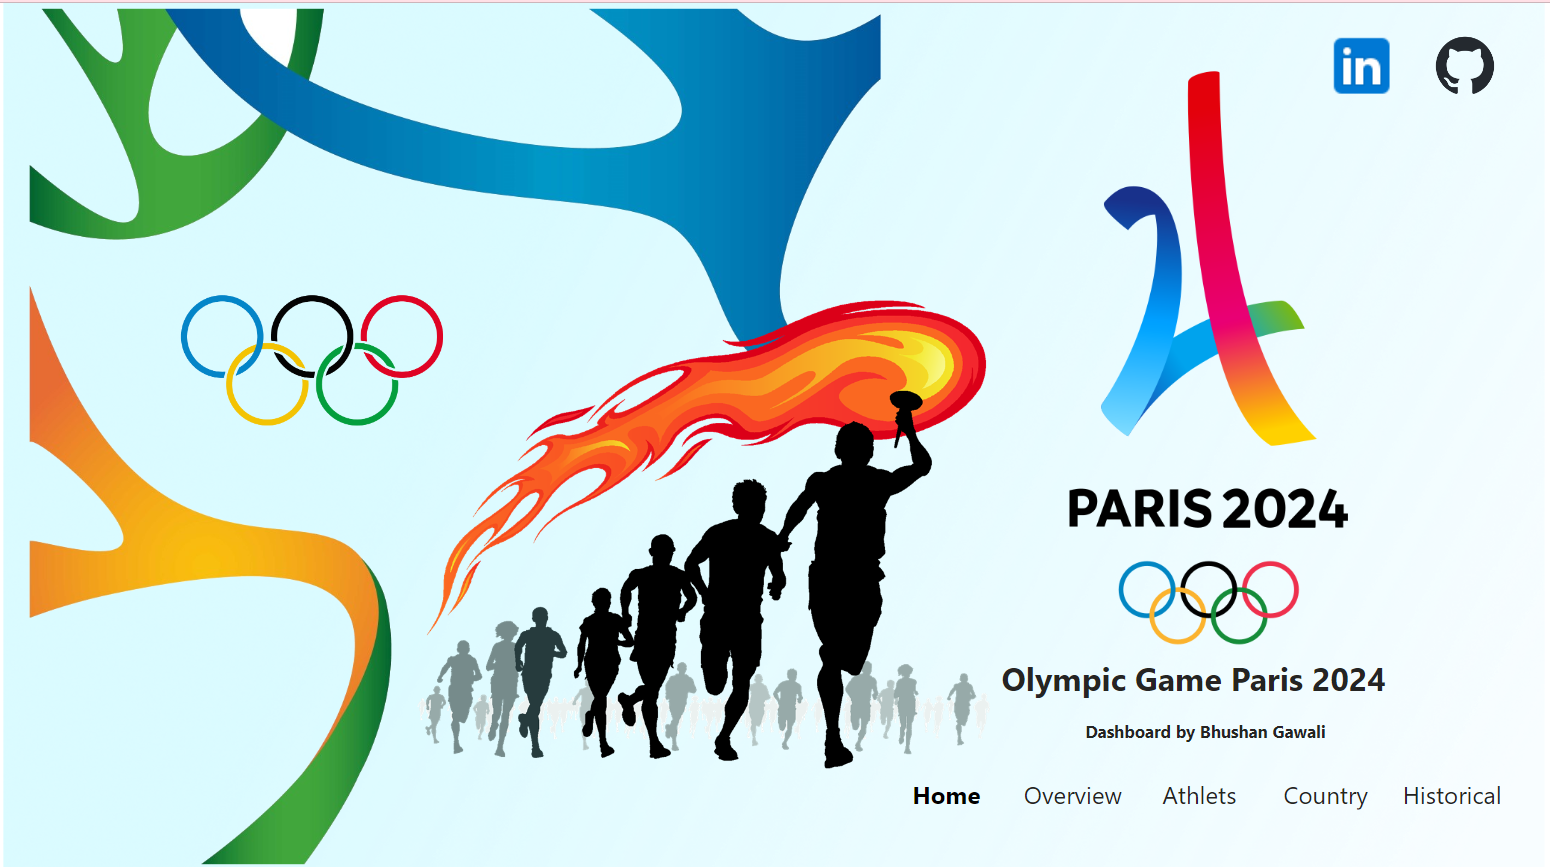 in
PARIS 2024
Olympic Game Paris 2024
Dashboard by Bhushan Gawali
Home Overview Athlets Country Historical